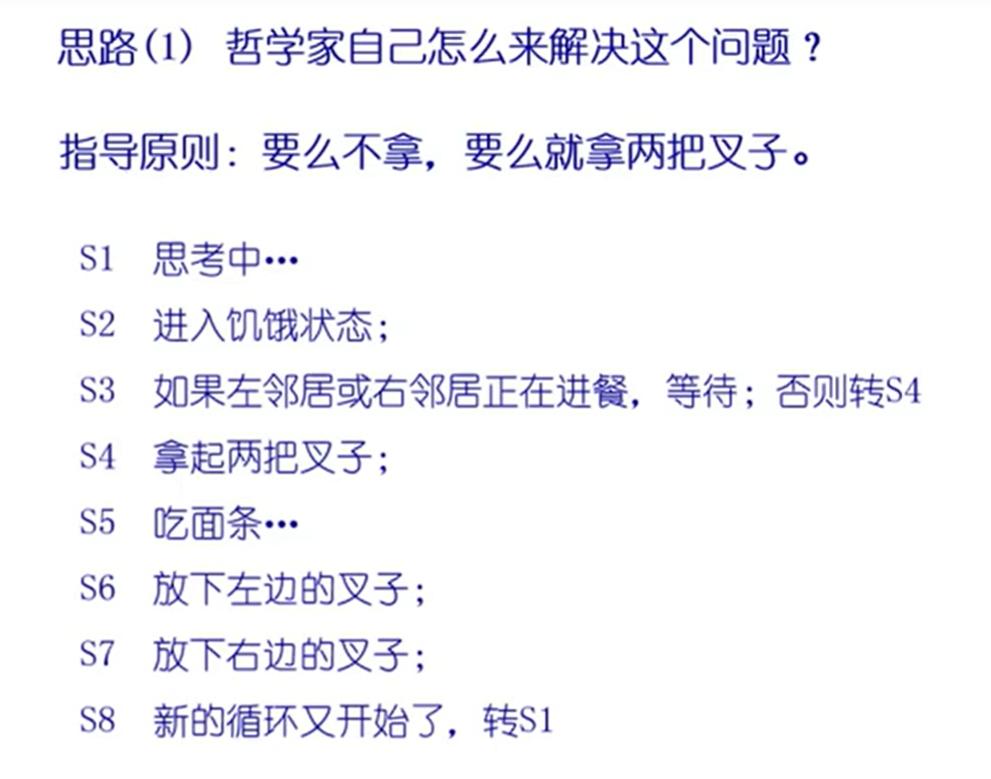 思路(1) 哲学家自己怎么来解决这个问题？
指导原则：要么不拿，要么就拿两把叉子。
S1 思考中…
S2 进入饥饿状态；
S3 如果左邻居或右邻居正在进餐，等待；否则转S4
S4 拿起两把叉子；
S5 吃面条…
S6 放下左边的叉子；
S7 放下右边的叉子；
S8 新的循环又开始了，转S1